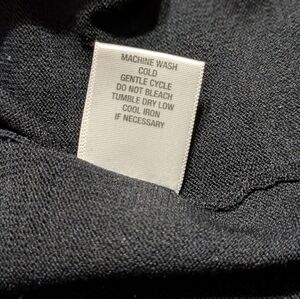 MACHINE WASH
COLD
GENTLE CYCLE
DO NOT BLEACH
TUMBLE DRY LOW
COOL IRON
IF NECESSARY